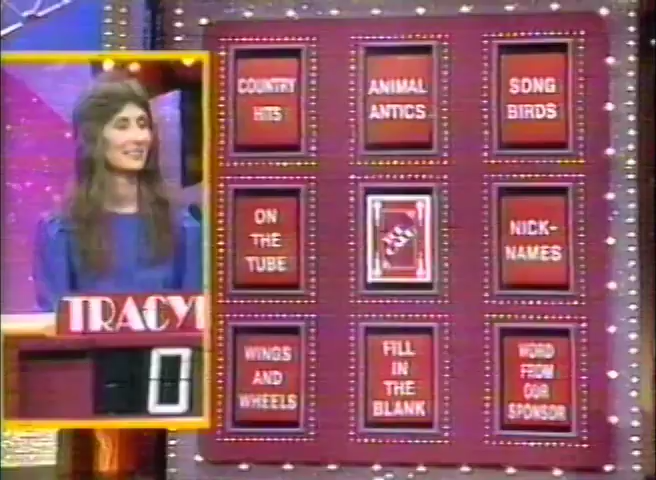 COUNTRY
HITS
ANIMAL
ANTICS
SONG
BIRDS
ON
THE
TUBE
NICK-
NAMES
WINGS
AND
WHEELS
FILL
IN
THE
BLANK
WORD
FROM
OUR
SPONSOR
TRACY
0